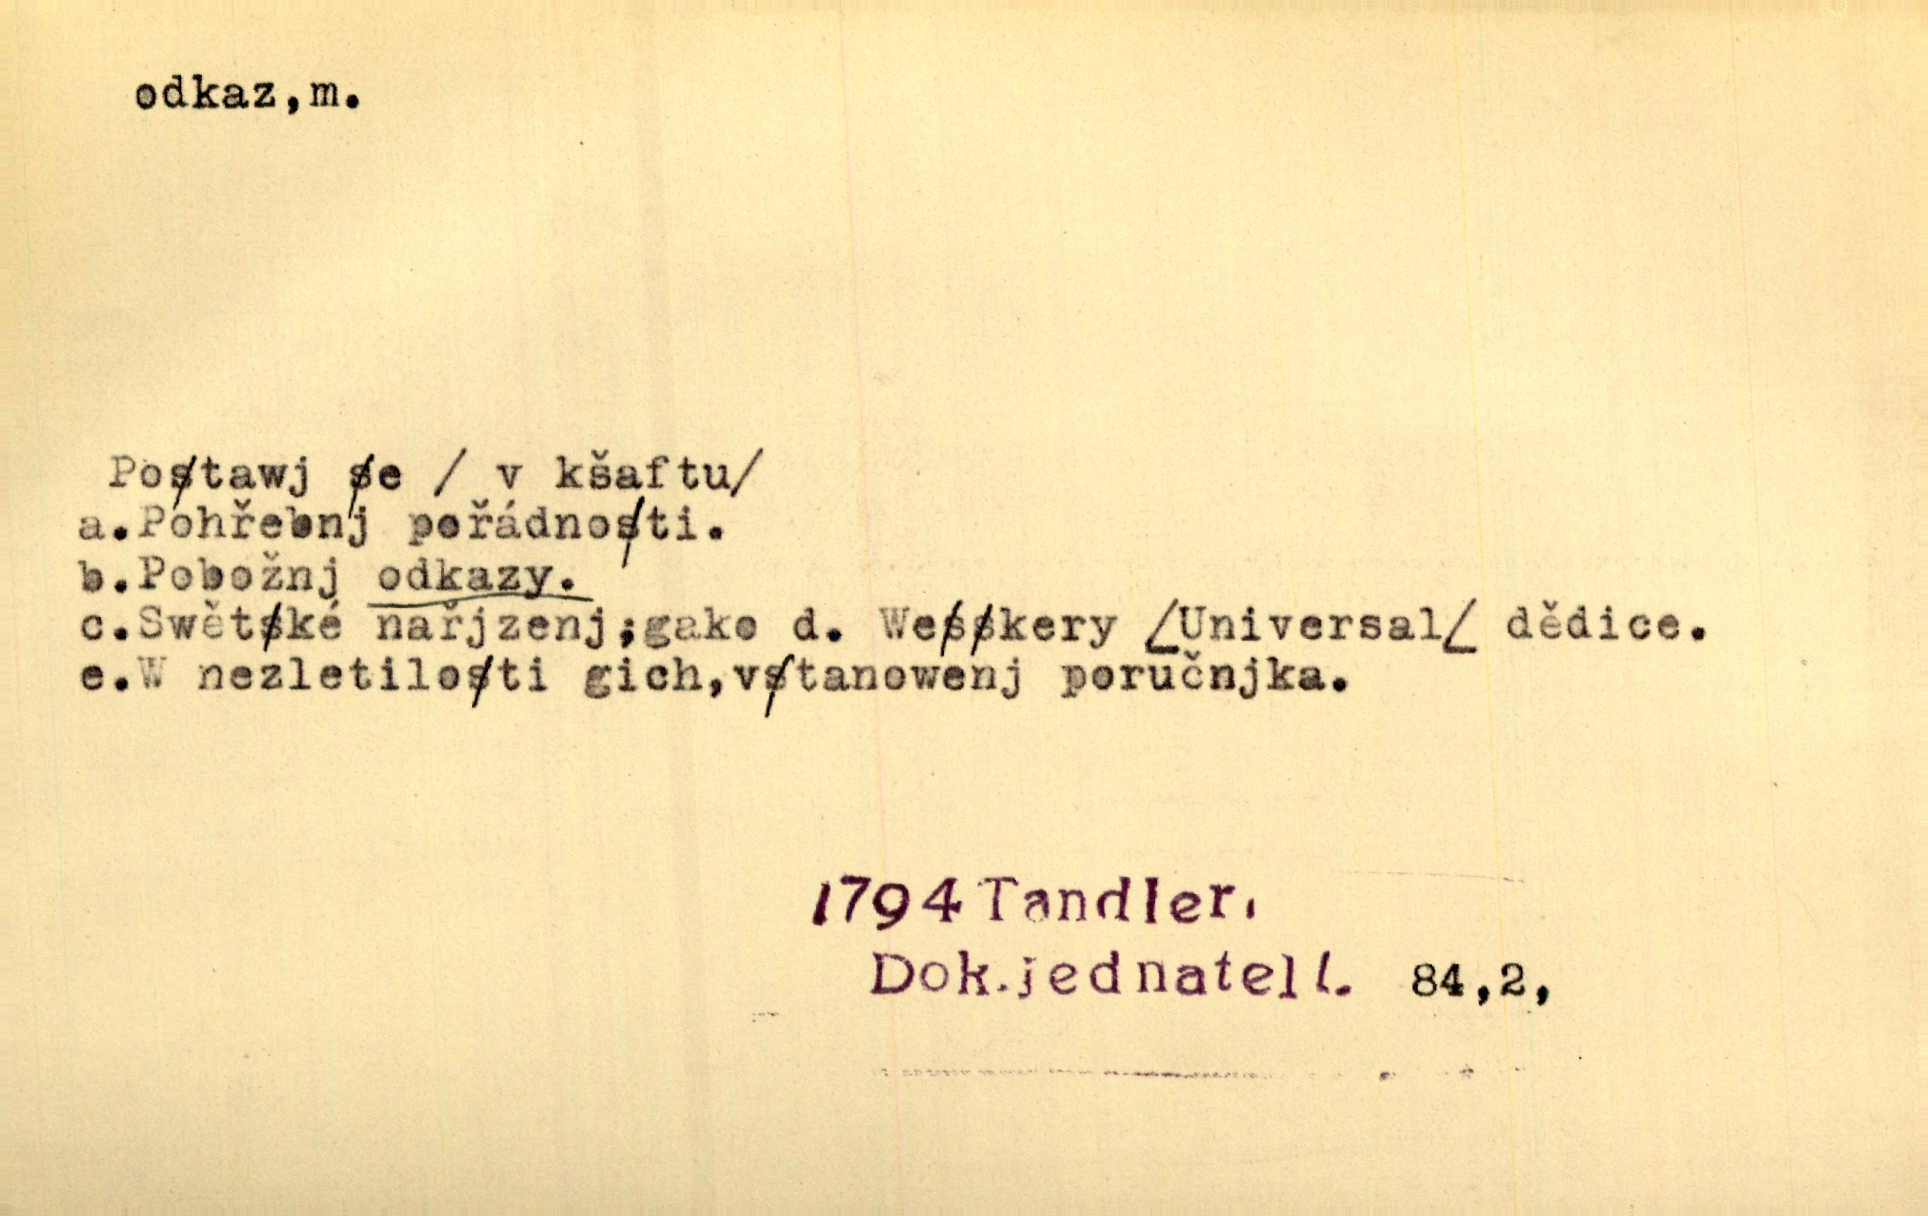 odkaz,m.
Postawj se / v kšaftu/
a.Pohřebnj pořádnosti.
b.Pobožnj odkazy.
c.Swětské nařjzenj;gako d. Wesskery /Universal/ dědice.
e.W nezletilosti gich,vstanowenj poručnjka.
1794 Tandler.
Dok.jednatel l. 84,2,